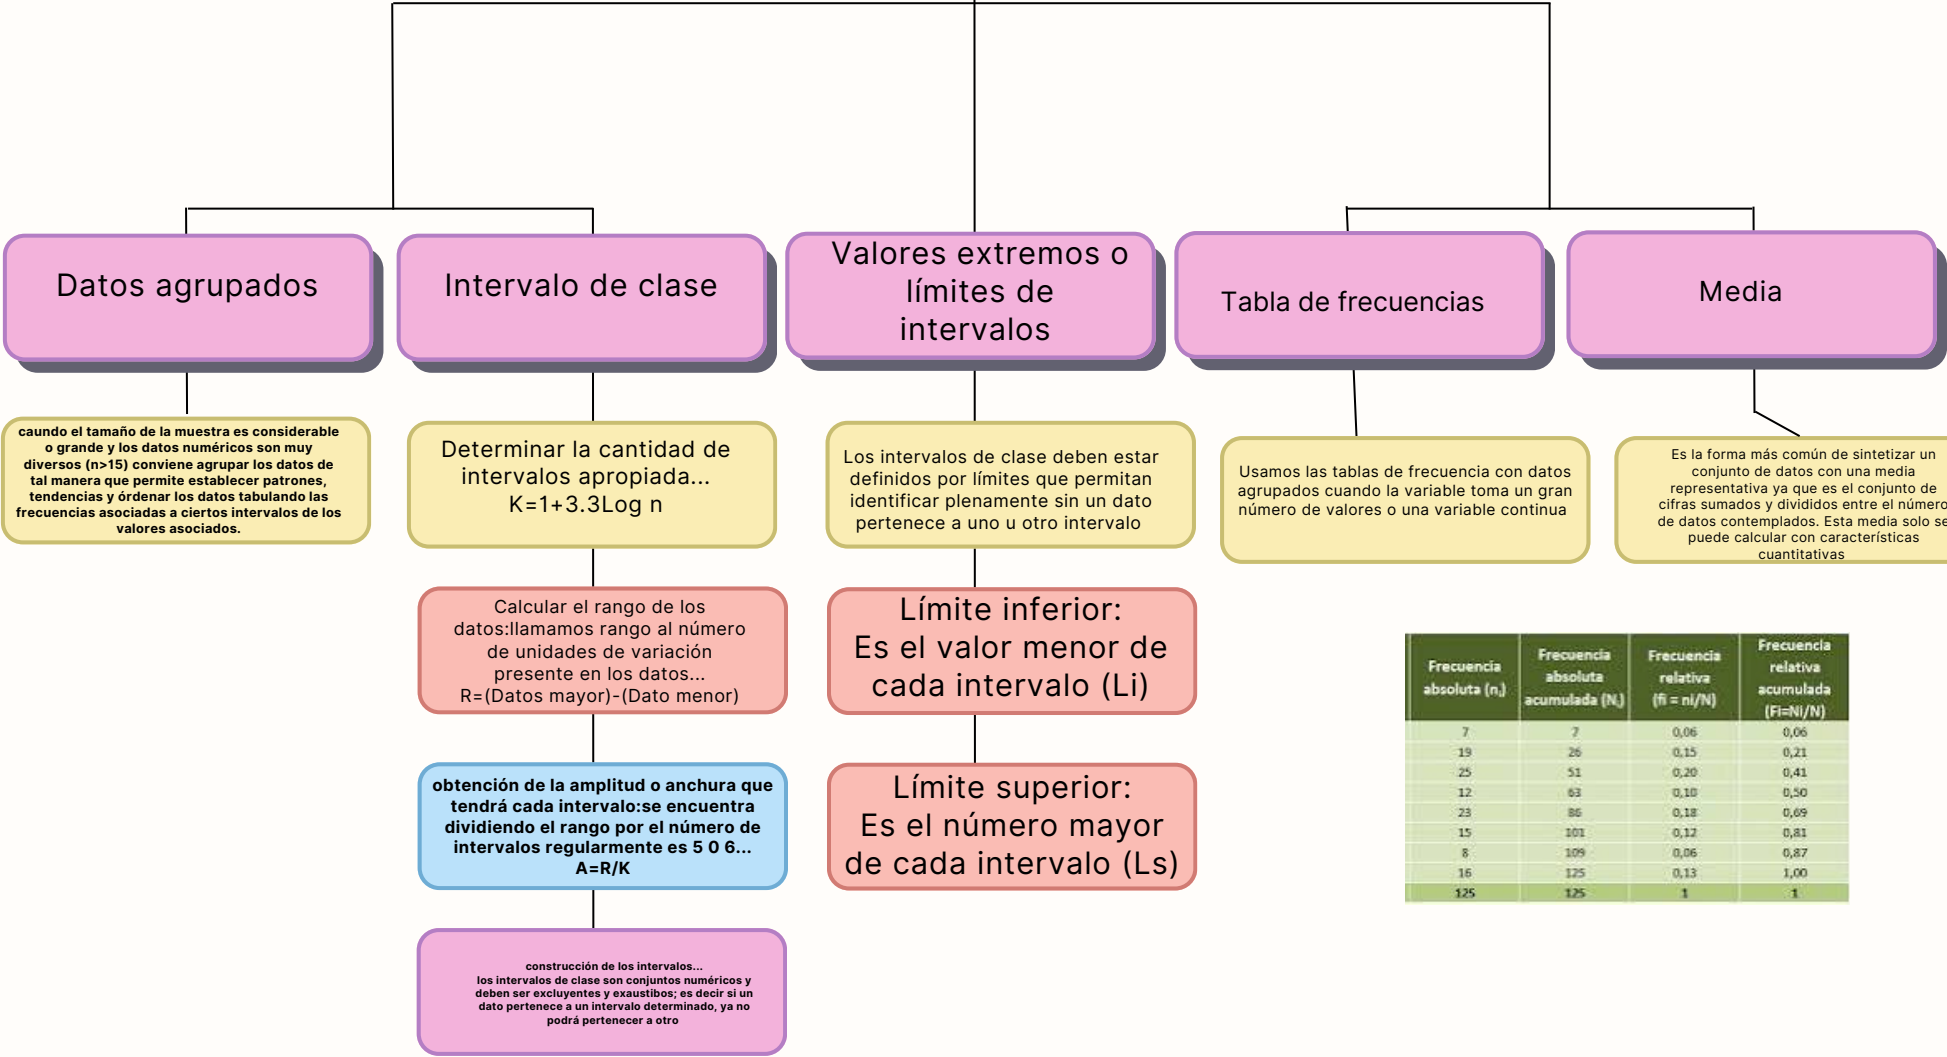 Datos agrupados
caundo el tamaño de la muestra es considerable
o grande y los datos numéricos son muy
diversos (n>15) conviene agrupar los datos de
tal manera que permite establecer patrones,
tendencias y órdenar los datos tabulando las
frecuencias asociadas a ciertos intervalos de los
valores asociados.
Intervalo de clase
Determinar la cantidad de
intervalos apropiada...
K=1+3.3Log n
Calcular el rango de los
datos:llamamos rango al número
de unidades de variación
presente en los datos...
R=(Datos mayor)-(Dato menor)
obtención de la amplitud o anchura que
tendrá cada intervalo:se encuentra
dividiendo el rango por el número de
intervalos regularmente es 5 0 6...
A=R/K
construcción de los intervalos...
los intervalos de clase son conjuntos numéricos y
deben ser excluyentes y exaustibos; es decir si un
dato pertenece a un intervalo determinado, ya no
podrá pertenecer a otro
Valores extremos o
límites de
intervalos
Los intervalos de clase deben estar
definidos por límites que permitan
identificar plenamente sin un dato
pertenece a uno u otro intervalo
Límite inferior:
Es el valor menor de
cada intervalo (Li)
Límite superior:
Es el número mayor
de cada intervalo (Ls)
Tabla de frecuencias
Usamos las tablas de frecuencia con datos
agrupados cuando la variable toma un gran
número de valores o una variable continua
Media
Es la forma más común de sintetizar un
conjunto de datos con una media
representativa ya que es el conjunto de
cifras sumados y divididos entre el número
de datos contemplados. Esta media solo se
puede calcular con características
cuantitativas
Frecuencia absoluta (ni) Frecuencia absoluta acumulada (Ni) Frecuencia relativa (fi = ni/N) Frecuencia relativa acumulada (Fi=Ni/N)
7 7 0,06 0,06
19 26 0,15 0,21
25 51 0,20 0,41
12 63 0,10 0,50
23 86 0,18 0,69
15 101 0,12 0,81
8 109 0,06 0,87
16 125 0,13 1,00
125 125 1 1